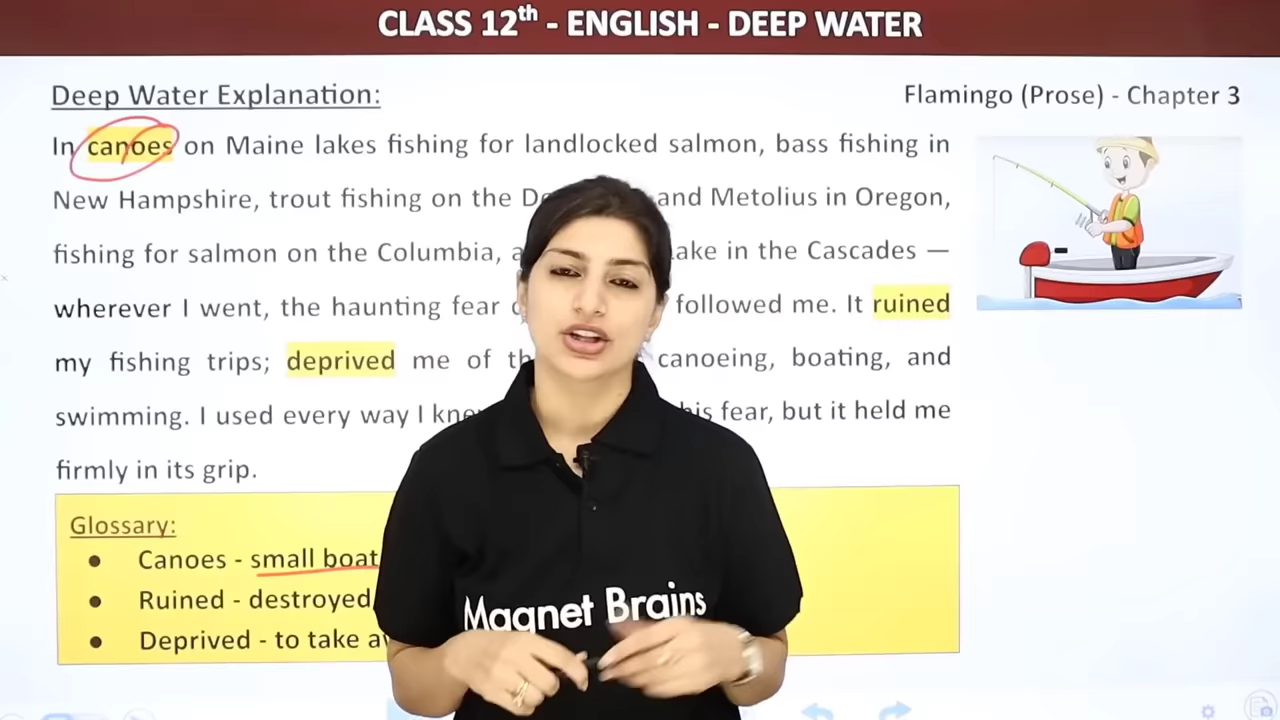 CLASS 12th - ENGLISH - DEEP WATER
Deep Water Explanation:
Flamingo (Prose) - Chapter 3
In canoes on Maine lakes fishing for landlocked salmon, bass fishing in
New Hampshire, trout fishing on the and Metolius in Oregon,
fishing for salmon on the Columbia, in the Cascades —
wherever I went, the haunting fear followed me. It ruined
my fishing trips; deprived me of canoeing, boating, and
swimming. I used every way I fear, but it held me
firmly in its grip.
Glossary:
• Canoes - small boat
• Ruined - destroyed
• Deprived - to take
Magnet Brains